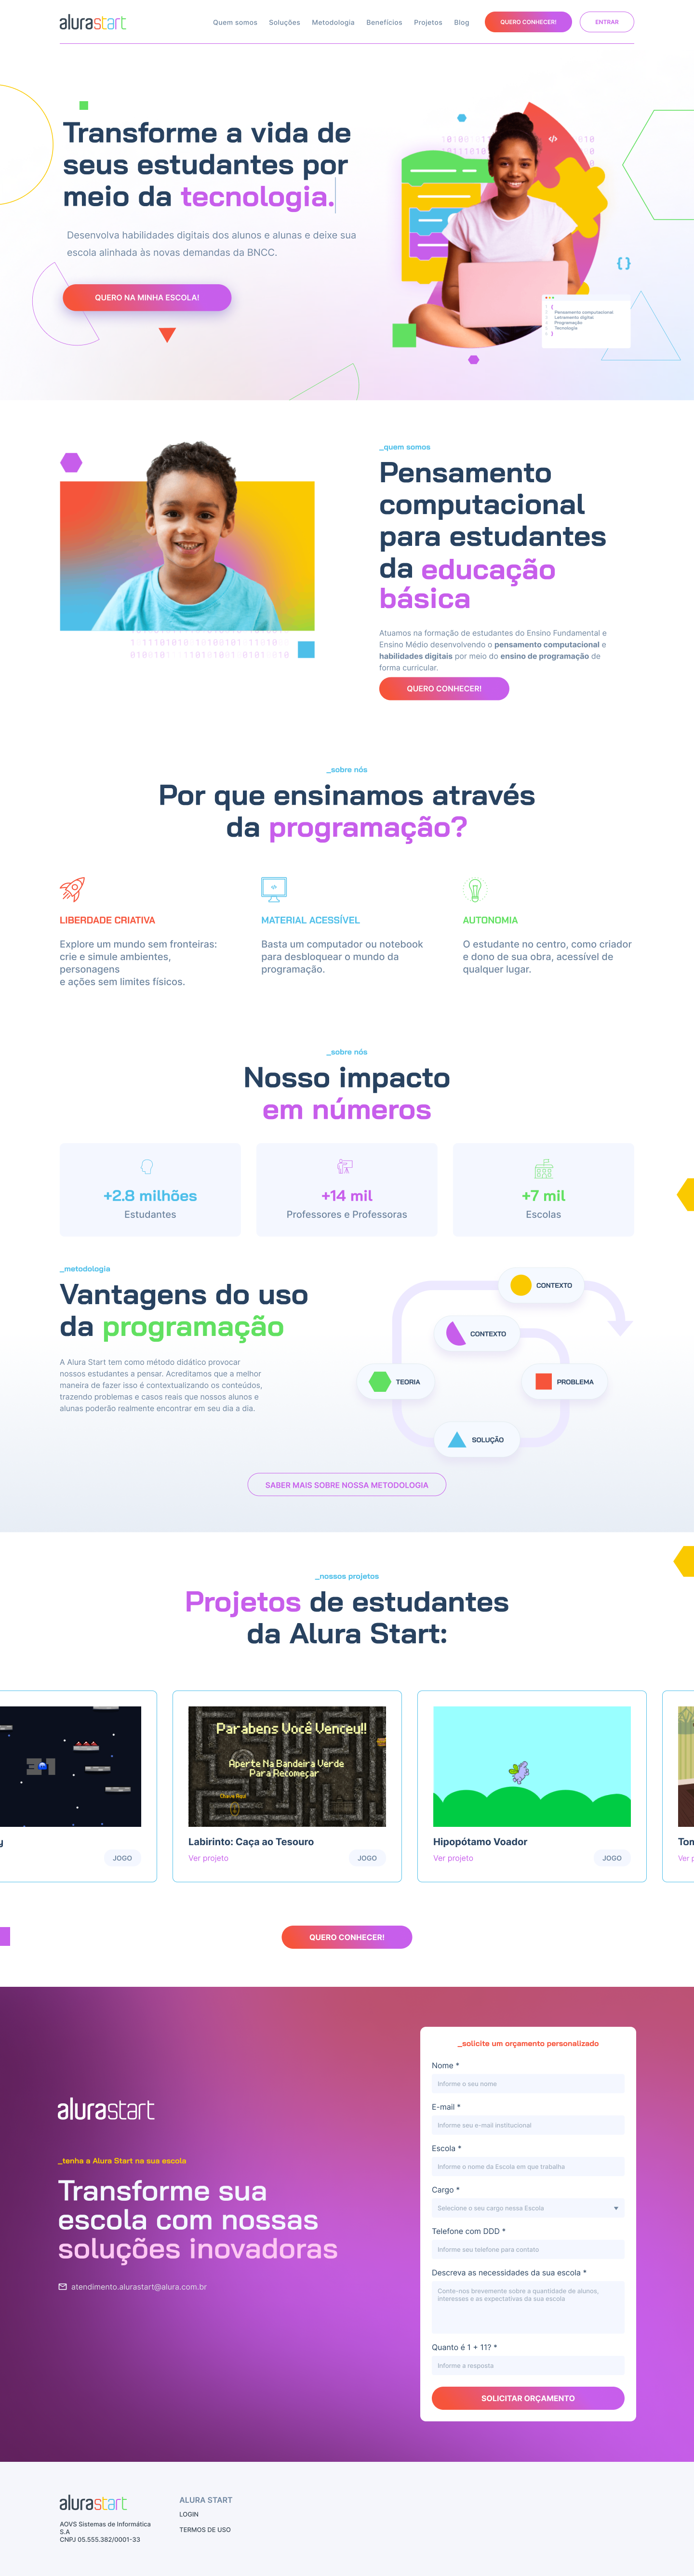 alurastart
Quem somos
Soluções
Metodologia
Benefícios
Projetos
Blog
QUERO CONHECER!
ENTRAR
Transforme a vida de
seus estudantes por
meio da tecnologia.
Desenvolva habilidades digitais dos alunos e alunas e deixe sua
escola alinhada às novas demandas da BNCC.
QUERO NA MINHA ESCOLA!
</>
{ }
{
Pensamento computacional
Letramento digital
Programação
Tecnologia
}
_quem somos
Pensamento
computacional
para estudantes
da educação
básica
Atuamos na formação de estudantes do Ensino Fundamental e
Ensino Médio desenvolvendo o pensamento computacional e
habilidades digitais por meio do ensino de programação de
forma curricular.
QUERO CONHECER!
_sobre nós
Por que ensinamos através
da programação?
LIBERDADE CRIATIVA
Explore um mundo sem fronteiras:
crie e simule ambientes,
personagens
e ações sem limites físicos.
MATERIAL ACESSÍVEL
Basta um computador ou notebook
para desbloquear o mundo da
programação.
AUTONOMIA
O estudante no centro, como criador
e dono de sua obra, acessível de
qualquer lugar.
_sobre nós
Nosso impacto
em números
+2.8 milhões
Estudantes
+14 mil
Professores e Professoras
+7 mil
Escolas
_metodologia
Vantagens do uso
da programação
A Alura Start tem como método didático provocar
nossos estudantes a pensar. Acreditamos que a melhor
maneira de fazer isso é contextualizando os conteúdos,
trazendo problemas e casos reais que nossos alunos e
alunas poderão realmente encontrar em seu dia a dia.
CONTEXTO
CONTEXTO
TEORIA
PROBLEMA
SOLUÇÃO
SABER MAIS SOBRE NOSSA METODOLOGIA
_nossos projetos
Projetos de estudantes
da Alura Start:
y
JOGO
Parabens Você Venceu!!
Aperte Na Bandeira Verde
Para Recomeçar
Chave Aqui
Labirinto: Caça ao Tesouro
Ver projeto
JOGO
Hipopótamo Voador
Ver projeto
JOGO
Tom
Ver p
QUERO CONHECER!
alurastart
_tenha a Alura Start na sua escola
Transforme sua
escola com nossas
soluções inovadoras
atendimento.alurastart@alura.com.br
_solicite um orçamento personalizado
Nome *
Informe o seu nome
E-mail *
Informe seu e-mail institucional
Escola *
Informe o nome da Escola em que trabalha
Cargo *
Selecione o seu cargo nessa Escola
Telefone com DDD *
Informe seu telefone para contato
Descreva as necessidades da sua escola *
Conte-nos brevemente sobre a quantidade de alunos,
interesses e as expectativas da sua escola
Quanto é 1 + 11? *
Informe a resposta
SOLICITAR ORÇAMENTO
alurastart
AOVS Sistemas de Informática
S.A
CNPJ 05.555.382/0001-33
ALURA START
LOGIN
TERMOS DE USO